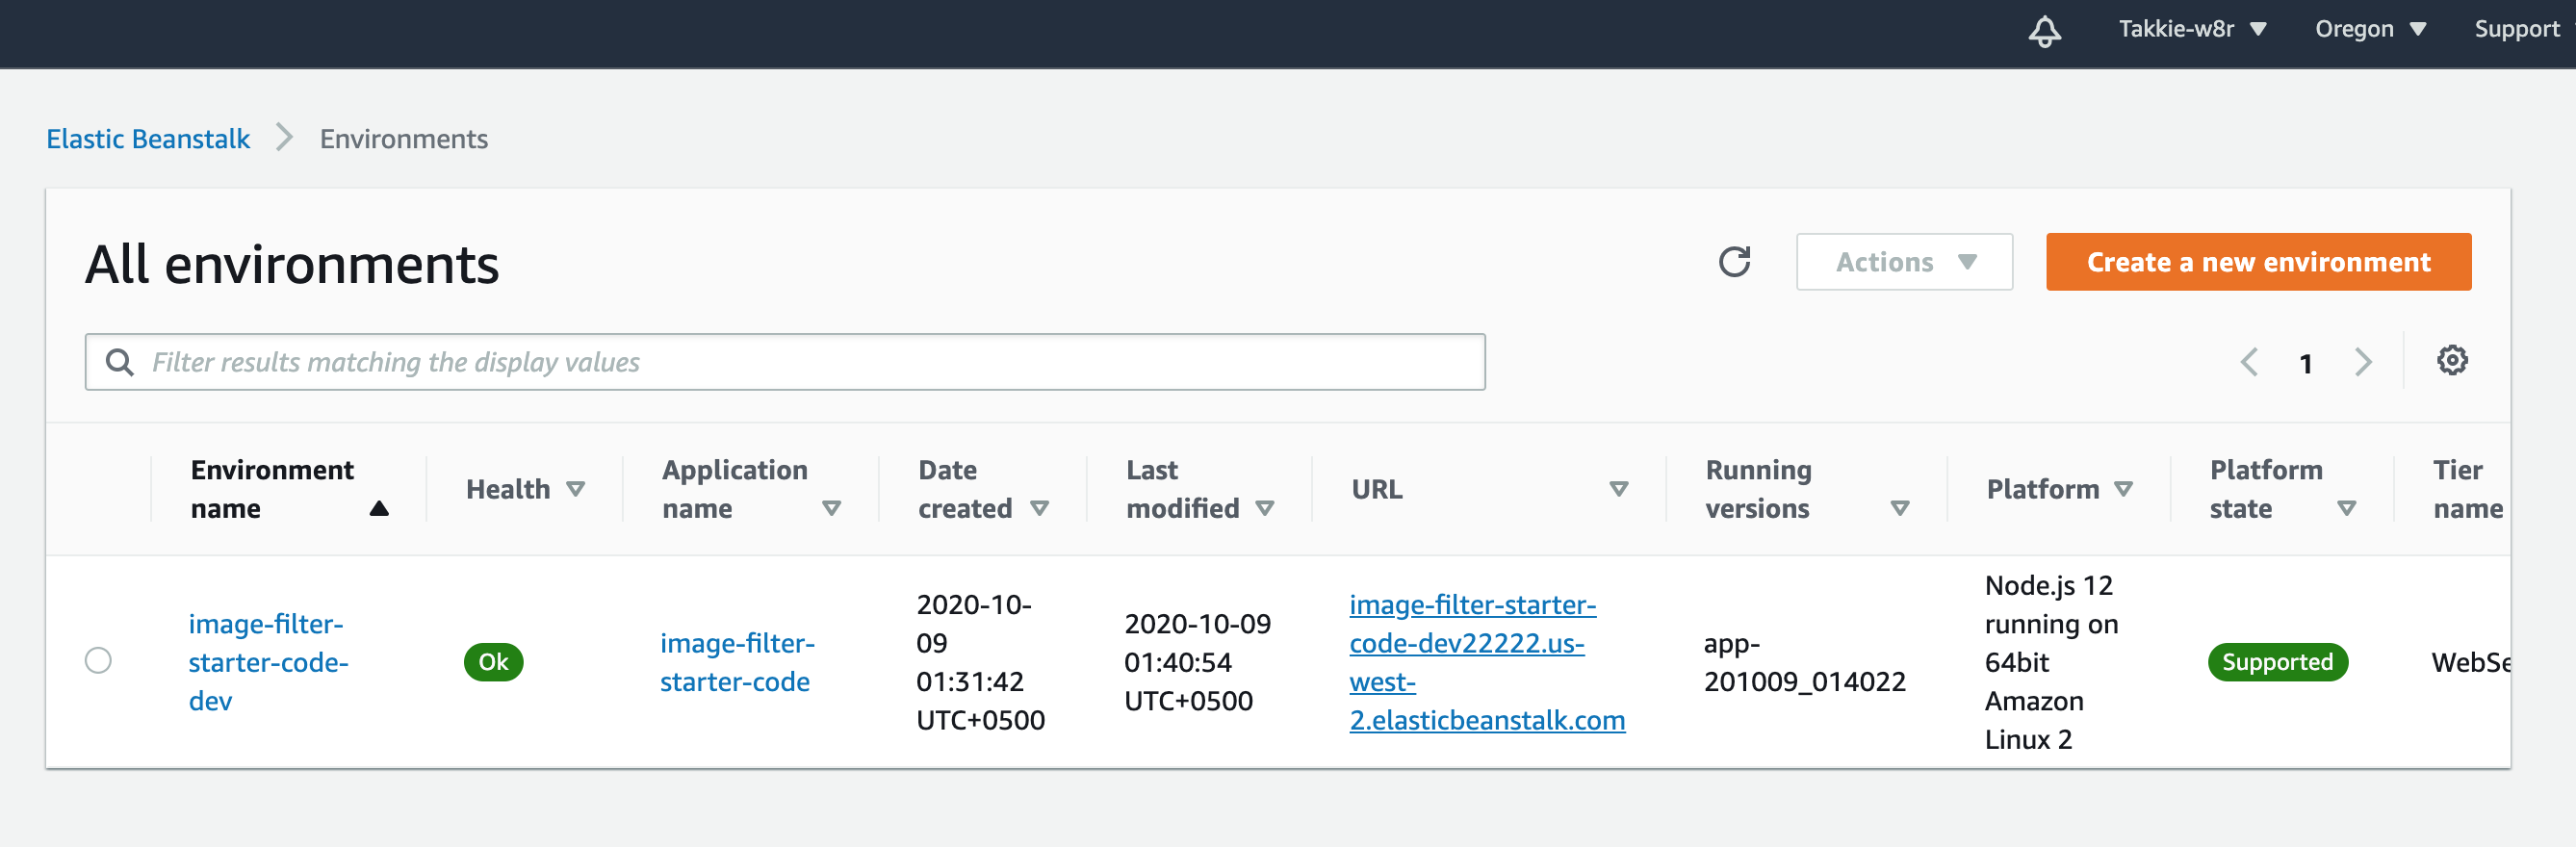 Takkie-w8r Oregon Support
Elastic Beanstalk Environments
All environments
Actions
Create a new environment
Filter results matching the display values
1
Environment name
Health
Application name
Date created
Last modified
URL
Running versions
Platform
Platform state
Tier name
image-filter-
starter-code-
dev
Ok
image-filter-
starter-code
2020-10-
09
01:31:42
UTC+0500
2020-10-09
01:40:54
UTC+0500
image-filter-starter-
code-dev22222.us-
west-
2.elasticbeanstalk.com
app-
201009_014022
Node.js 12
running on
64bit
Amazon
Linux 2
Supported
WebSe